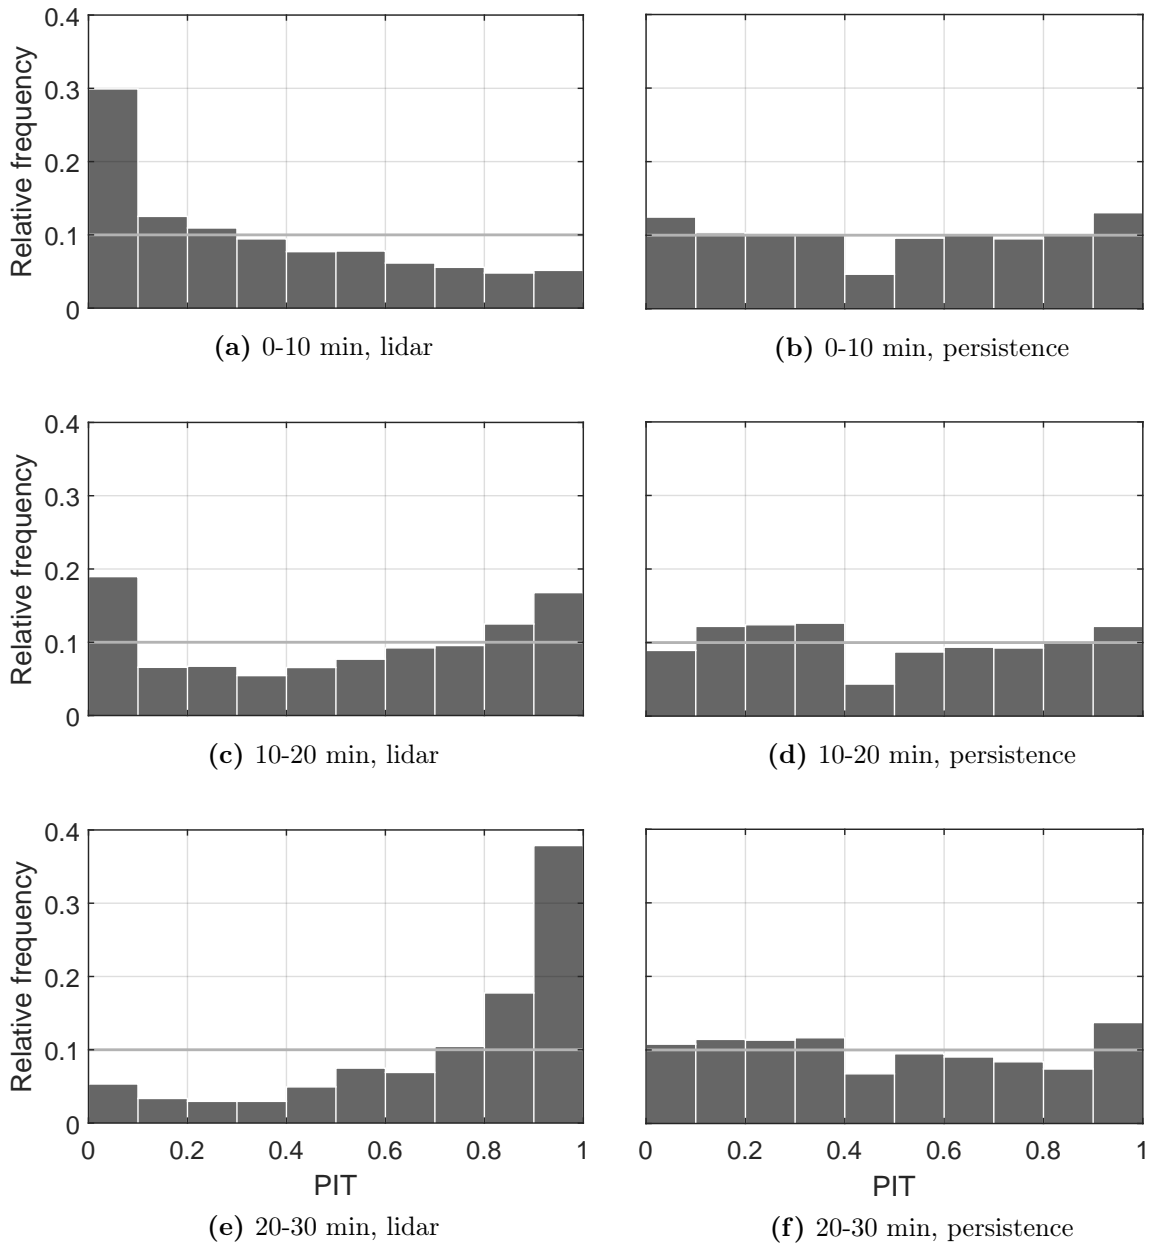 0.4
0.3
0.2
0.1
0
Relative frequency
(a) 0-10 min, lidar
(b) 0-10 min, persistence
0.4
0.3
0.2
0.1
0
Relative frequency
(c) 10-20 min, lidar
(d) 10-20 min, persistence
0.4
0.3
0.2
0.1
0
Relative frequency
0 0.2 0.4 0.6 0.8 1
PIT
(e) 20-30 min, lidar
0 0.2 0.4 0.6 0.8 1
PIT
(f) 20-30 min, persistence